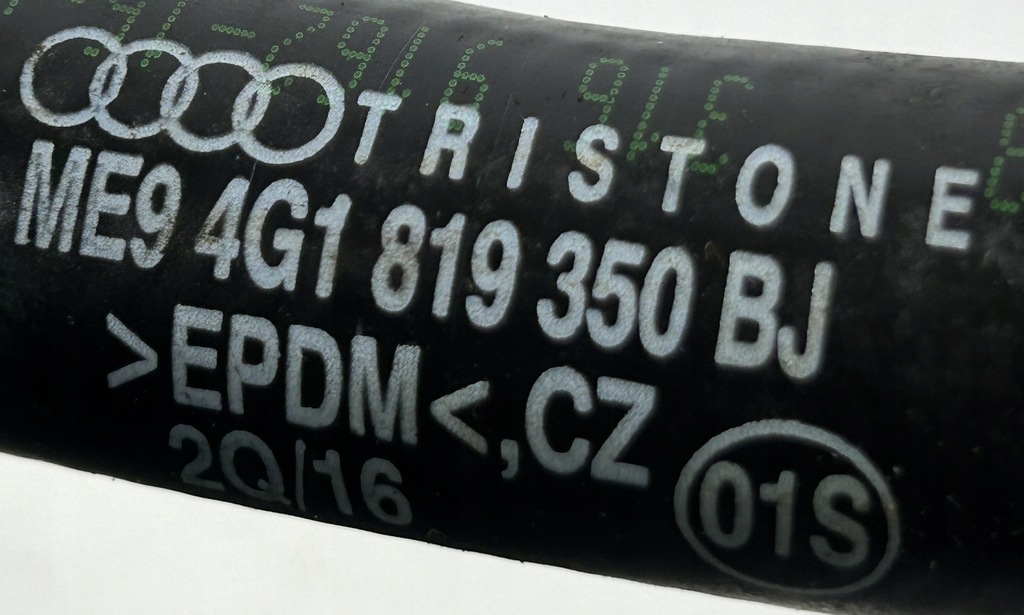 TRISTONE
ME9 4G1 819 350 BJ
>EPDM<,CZ
2Q/16
01S